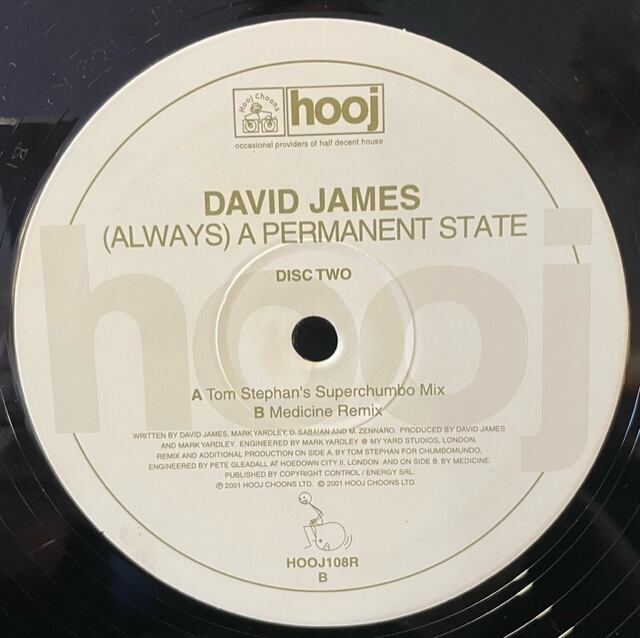 Hooj Choons
hooj
occasional providers of half decent house
DAVID JAMES
(ALWAYS) A PERMANENT STATE
hooj
DISC TWO
A Tom Stephan's Superchumbo Mix
B Medicine Remix
WRITTEN BY DAVID JAMES, MARK YARDLEY, D. SABAIAN AND M. ZENNARO. PRODUCED BY DAVID JAMES
AND MARK YARDLEY. ENGINEERED BY MARK YARDLEY @ MY YARD STUDIOS, LONDON.
REMIX AND ADDITIONAL PRODUCTION ON SIDE A. BY TOM STEPHAN FOR CHUMBOMUNDO,
ENGINEERED BY PETE GLEADALL AT HOEDOWN CITY II, LONDON AND ON SIDE B. BY MEDICINE.
PUBLISHED BY COPYRIGHT CONTROL / ENERGY SRL.
℗ 2001 HOOJ CHOONS LTD. © 2001 HOOJ CHOONS LTD.
HOOJ108R
B